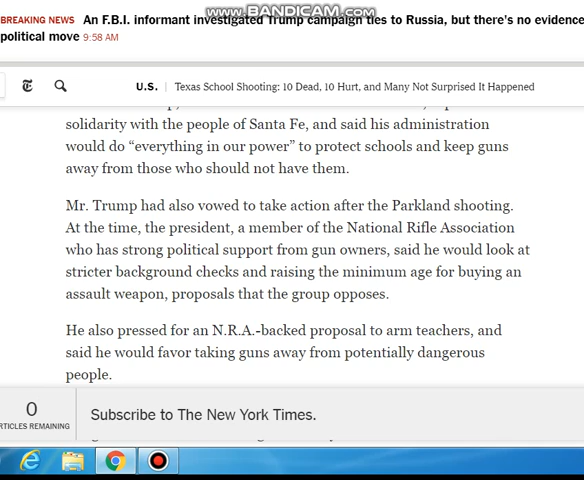 www.BANDICAM.com
BREAKING NEWS An F.B.I. informant investigated Trump campaign ties to Russia, but there's no evidence
political move 9:58 AM
U.S. Texas School Shooting: 10 Dead, 10 Hurt, and Many Not Surprised It Happened
solidarity with the people of Santa Fe, and said his administration
would do “everything in our power” to protect schools and keep guns
away from those who should not have them.
Mr. Trump had also vowed to take action after the Parkland shooting.
At the time, the president, a member of the National Rifle Association
who has strong political support from gun owners, said he would look at
stricter background checks and raising the minimum age for buying an
assault weapon, proposals that the group opposes.
He also pressed for an N.R.A.-backed proposal to arm teachers, and
said he would favor taking guns away from potentially dangerous
people.
0
RTICLES REMAINING
Subscribe to The New York Times.